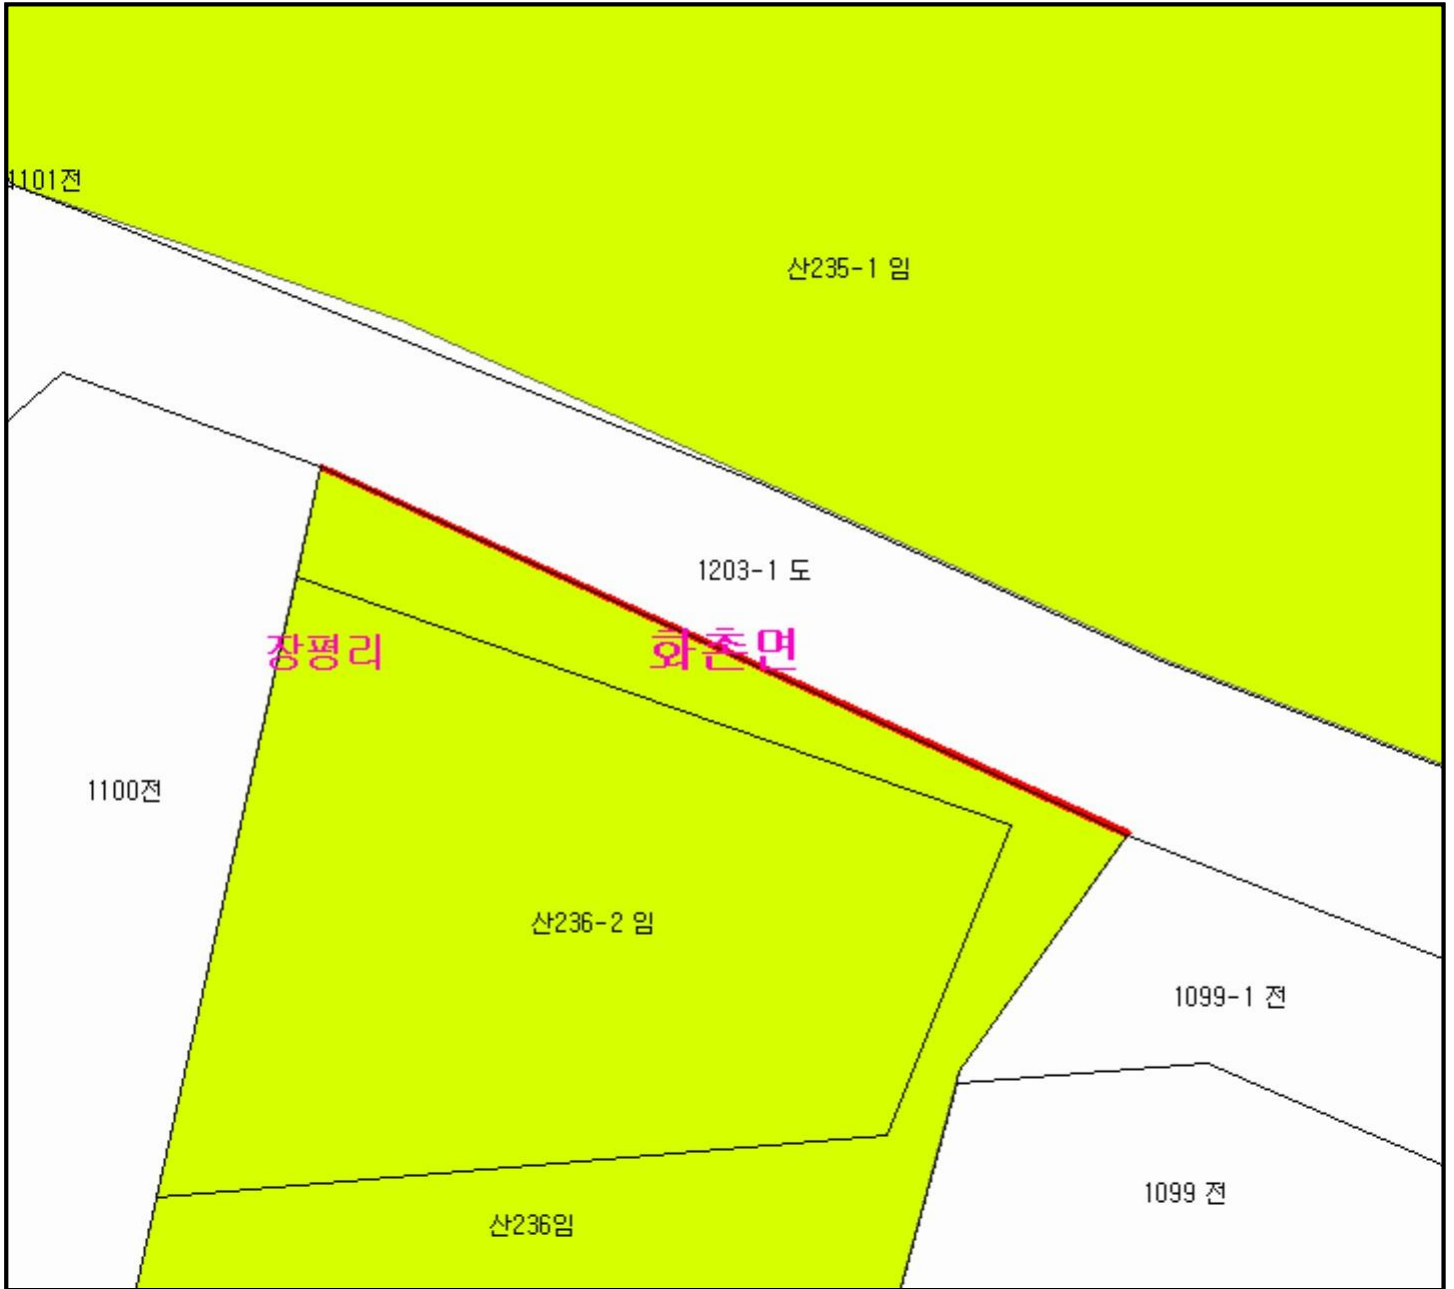 1101전
산235-1 임
1203-1 도
장평리
화촌면
1100전
산236-2 임
1099-1 전
1099 전
산236임